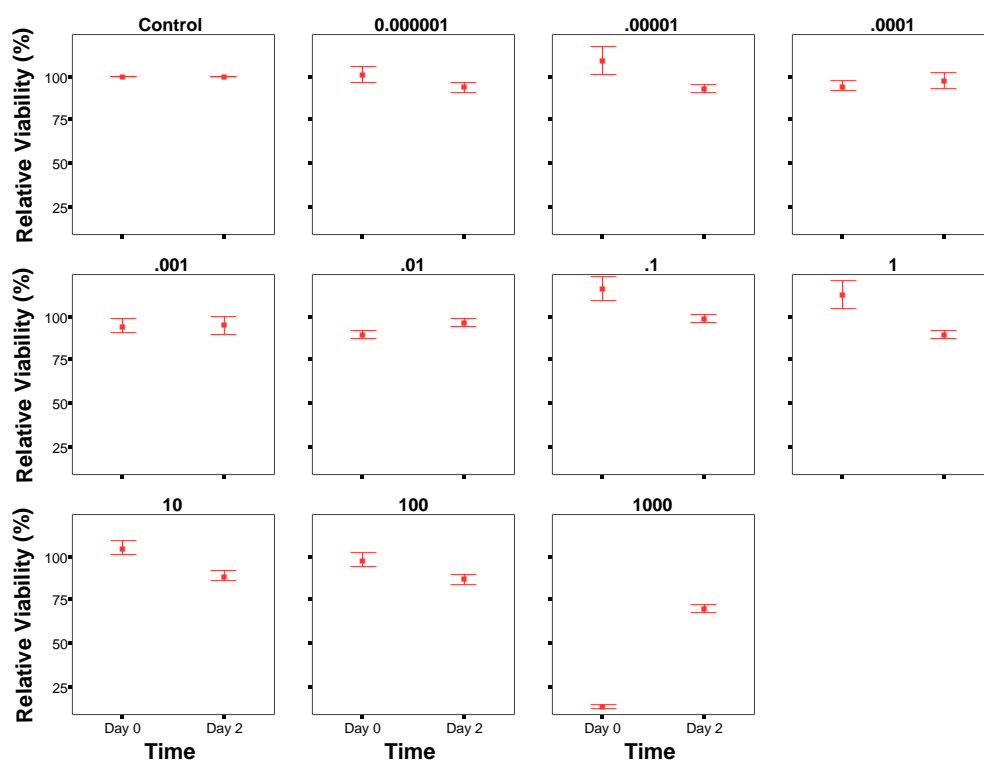 Control 0.000001 .00001 .0001
Relative Viability (%)
100
75
50
25
.001 .01 .1 1
Relative Viability (%)
100
75
50
25
10 100 1000
Relative Viability (%)
100
75
50
25
Day 0 Day 2 Day 0 Day 2 Day 0 Day 2
Time Time Time